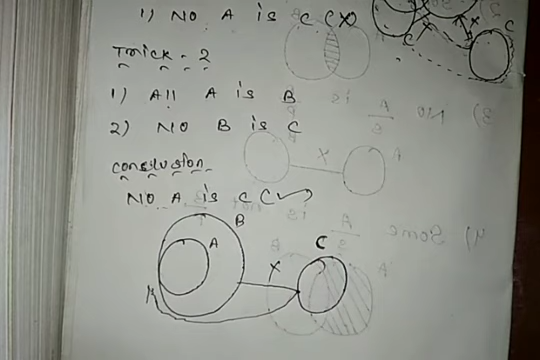 1) NO A is C (X)
Trick - 2
1) All A is B
2) NO B is C
conclusion
NO A is C (✓)
B
A
C
X